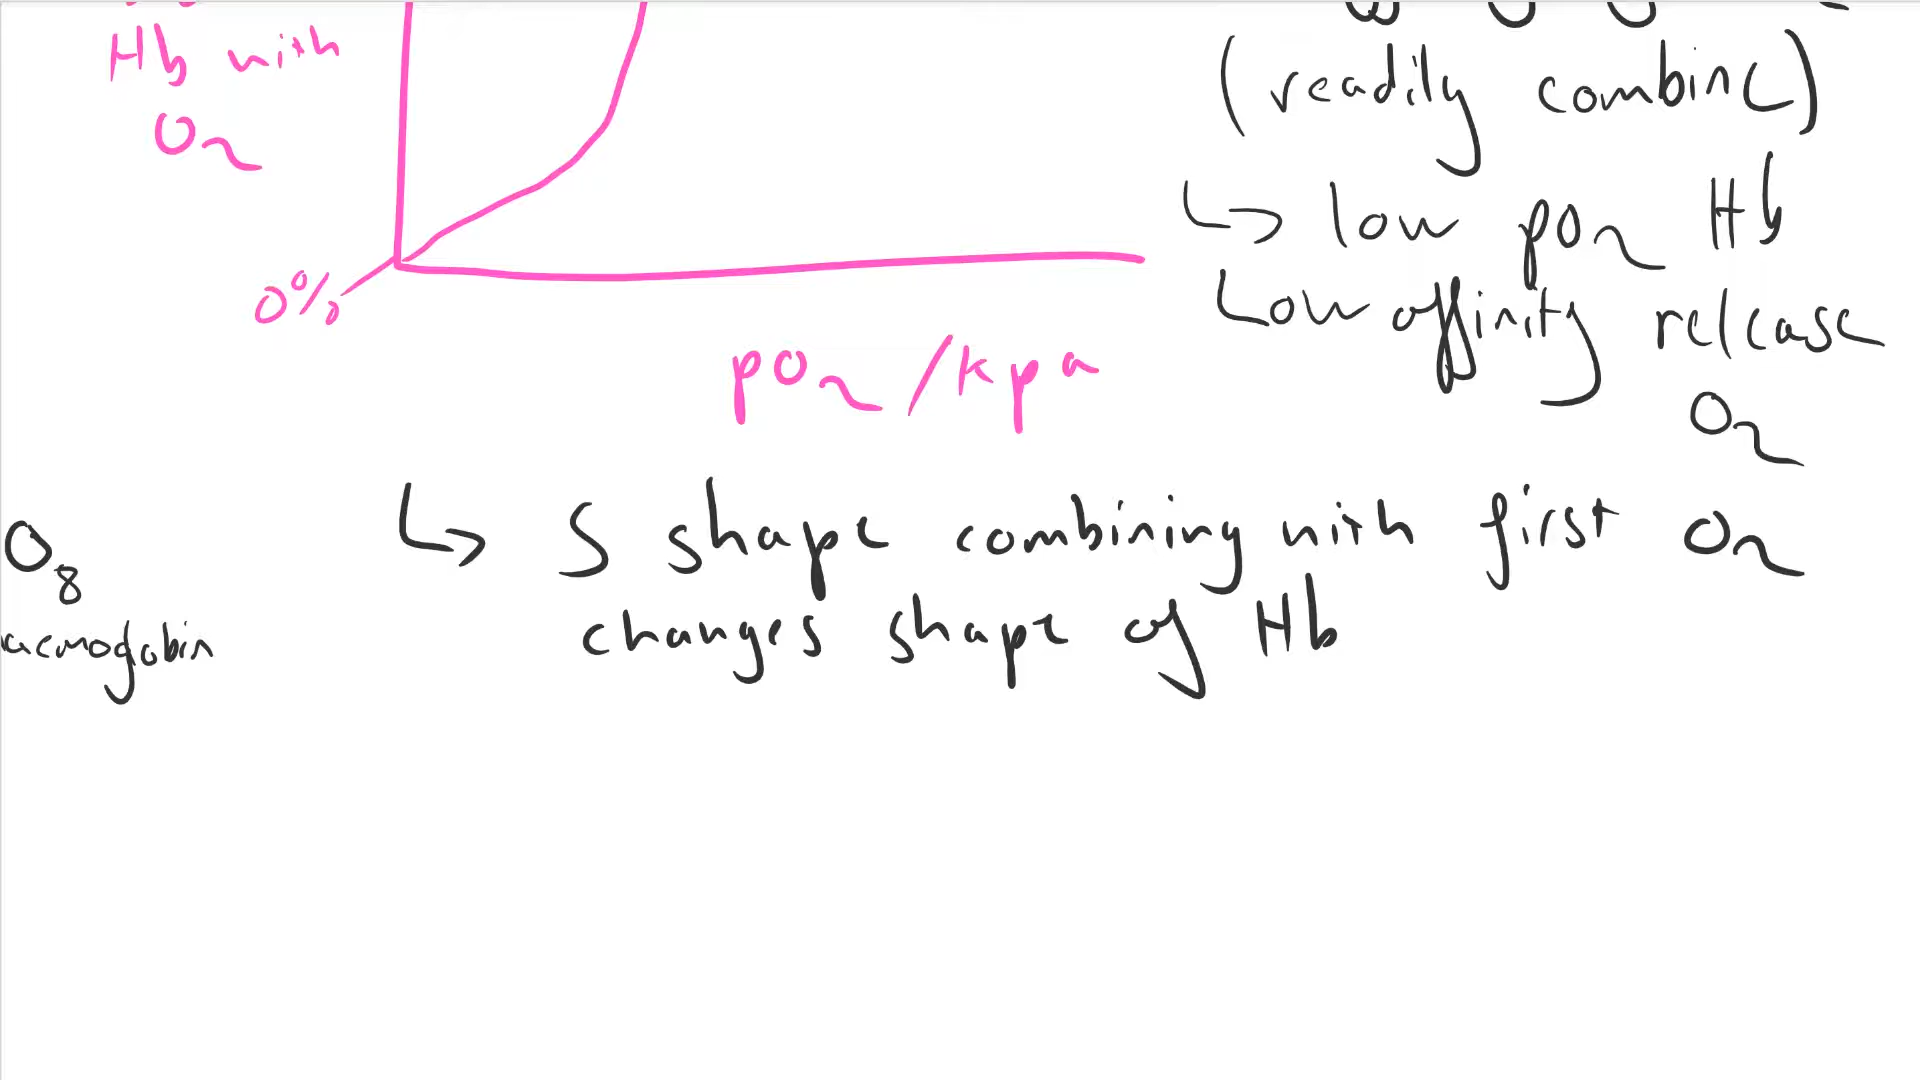 Hb with
O2
0%
pO2 /kpa
(readily combine)
↳ low pO2 Hb
Low affinity release
O2
O8
aemogobin
↳ S shape combining with first O2
changes shape of Hb